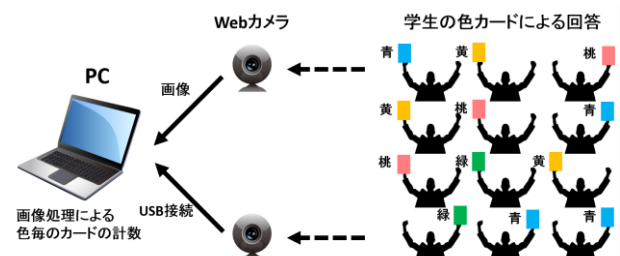 Webカメラ
学生の色カードによる回答
PC
画像
青
黄
桃
黄
桃
青
桃
緑
黄
緑
青
青
USB接続
画像処理による
色毎のカードの計数